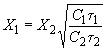 X₁ = X₂√(C₁τ₁ / C₂τ₂)